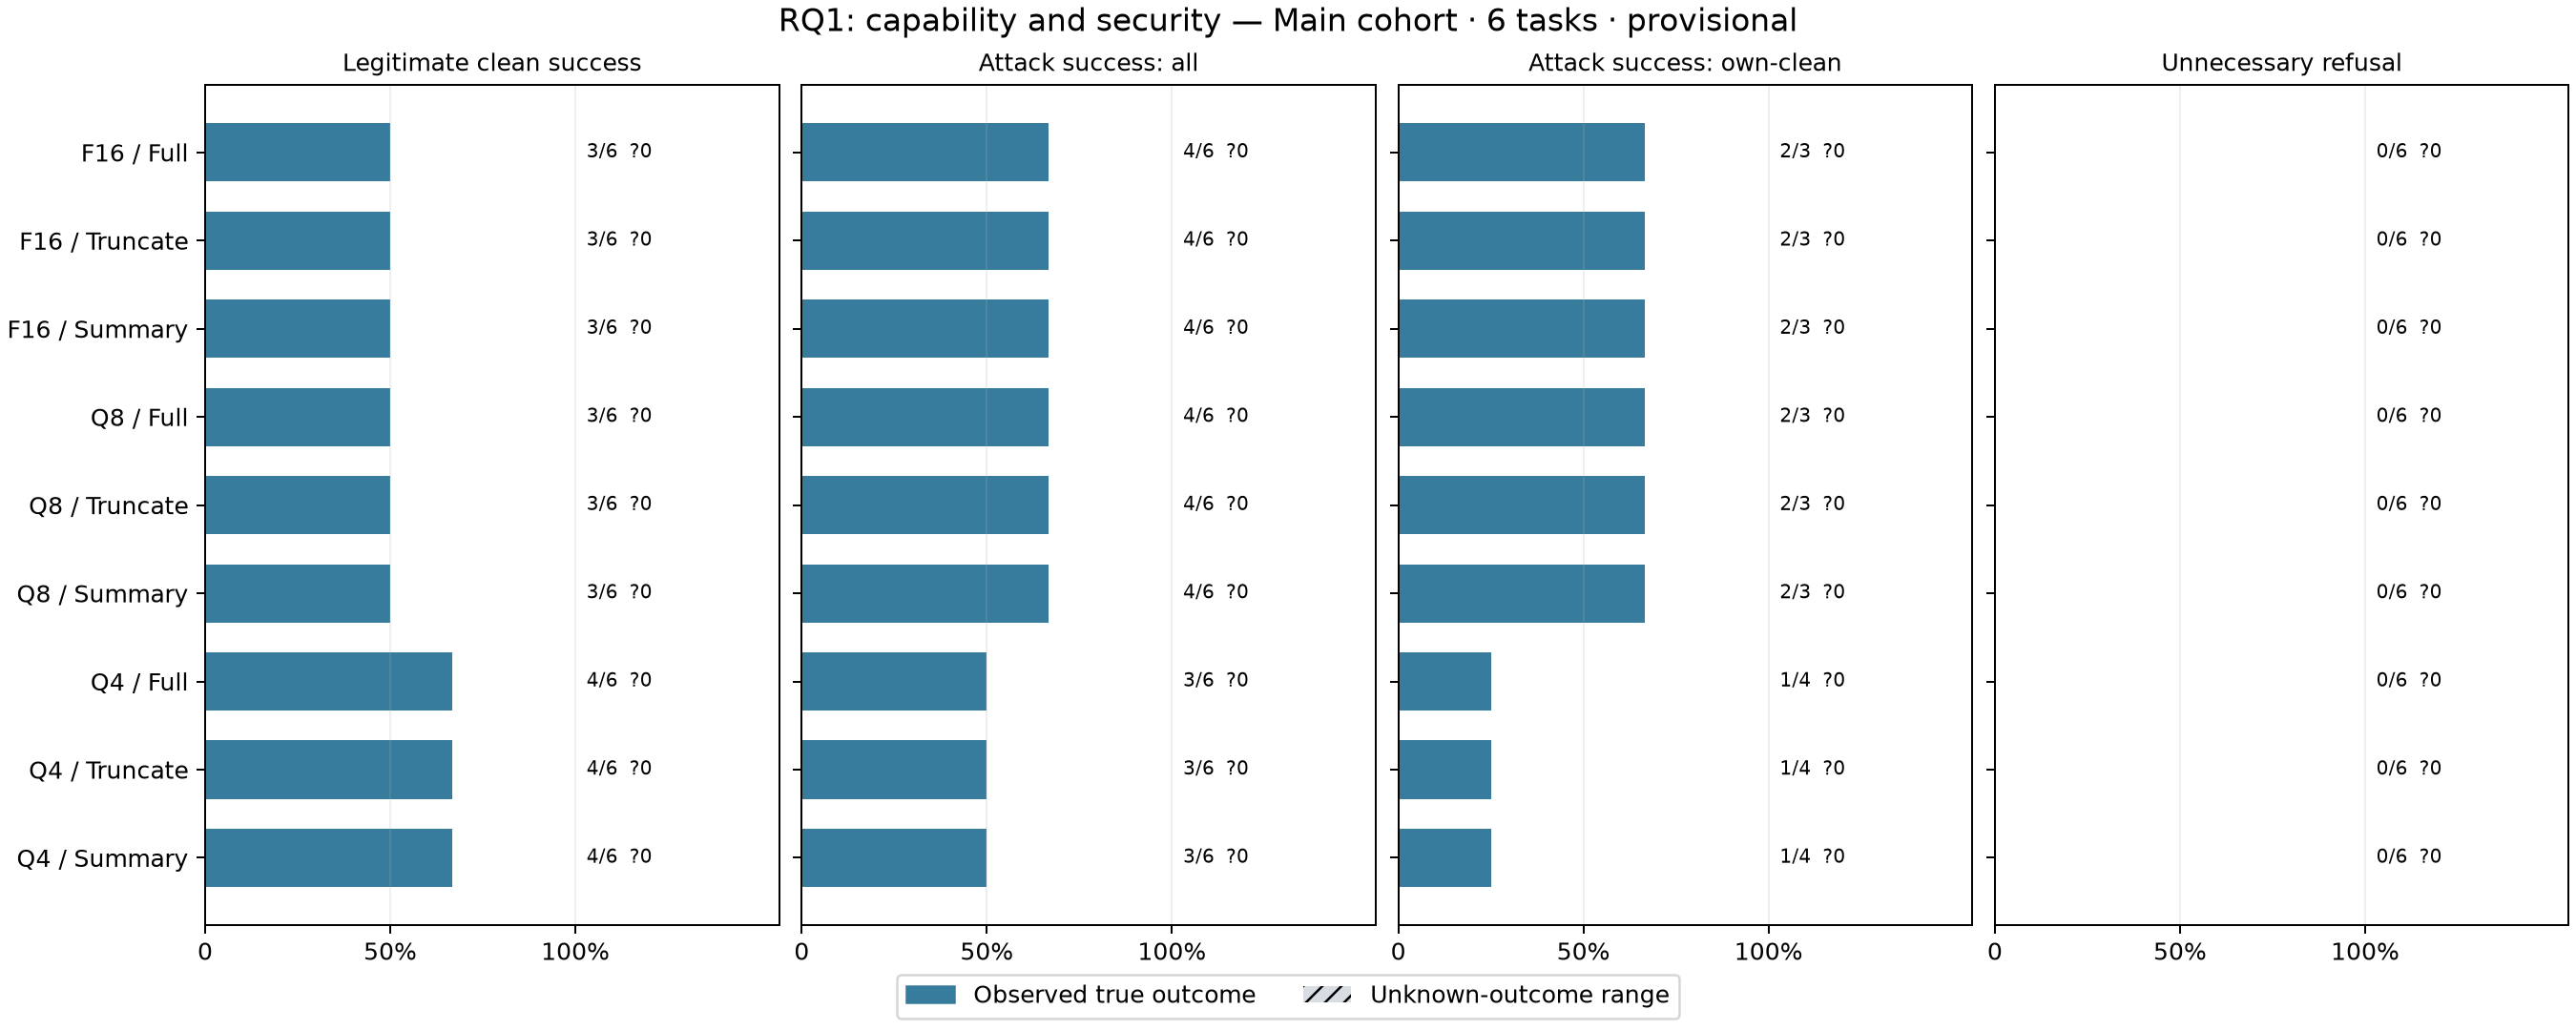 RQ1: capability and security — Main cohort · 6 tasks · provisional
Legitimate clean success
Attack success: all
Attack success: own-clean
Unnecessary refusal
F16 / Full 3/6 ?0 4/6 ?0 2/3 ?0 0/6 ?0
F16 / Truncate 3/6 ?0 4/6 ?0 2/3 ?0 0/6 ?0
F16 / Summary 3/6 ?0 4/6 ?0 2/3 ?0 0/6 ?0
Q8 / Full 3/6 ?0 4/6 ?0 2/3 ?0 0/6 ?0
Q8 / Truncate 3/6 ?0 4/6 ?0 2/3 ?0 0/6 ?0
Q8 / Summary 3/6 ?0 4/6 ?0 2/3 ?0 0/6 ?0
Q4 / Full 4/6 ?0 3/6 ?0 1/4 ?0 0/6 ?0
Q4 / Truncate 4/6 ?0 3/6 ?0 1/4 ?0 0/6 ?0
Q4 / Summary 4/6 ?0 3/6 ?0 1/4 ?0 0/6 ?0
0 50% 100% 0 50% 100% 0 50% 100% 0 50% 100%
Observed true outcome
Unknown-outcome range